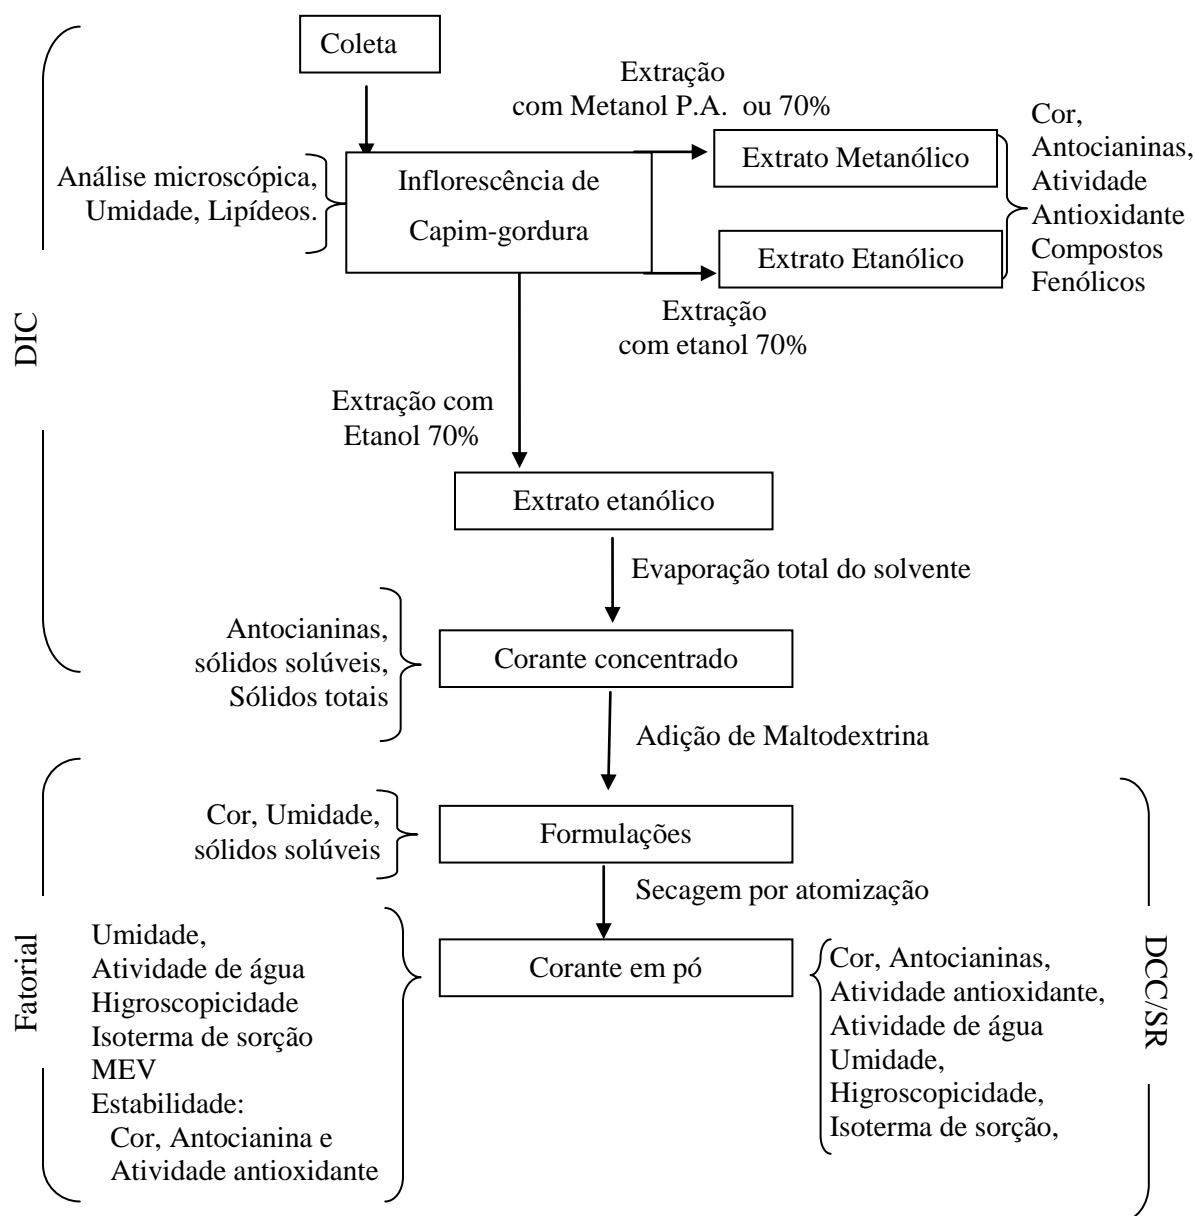 Coleta
Extração
com Metanol P.A. ou 70%
Cor,
Antocianinas,
Atividade
Antioxidante
Compostos
Fenólicos
Extrato Metanólico
Análise microscópica,
Umidade, Lipídeos.
Inflorescência de
Capim-gordura
Extrato Etanólico
Extração
com etanol 70%
DIC
Extração com
Etanol 70%
Extrato etanólico
Evaporação total do solvente
Antocianinas,
sólidos solúveis,
Sólidos totais
Corante concentrado
Adição de Maltodextrina
Cor, Umidade,
sólidos solúveis
Formulações
Secagem por atomização
Fatorial
Umidade,
Atividade de água
Higroscopicidade
Isoterma de sorção
MEV
Estabilidade:
Cor, Antocianina e
Atividade antioxidante
Corante em pó
Cor, Antocianinas,
Atividade antioxidante,
Atividade de água
Umidade,
Higroscopicidade,
Isoterma de sorção,
DCC/SR